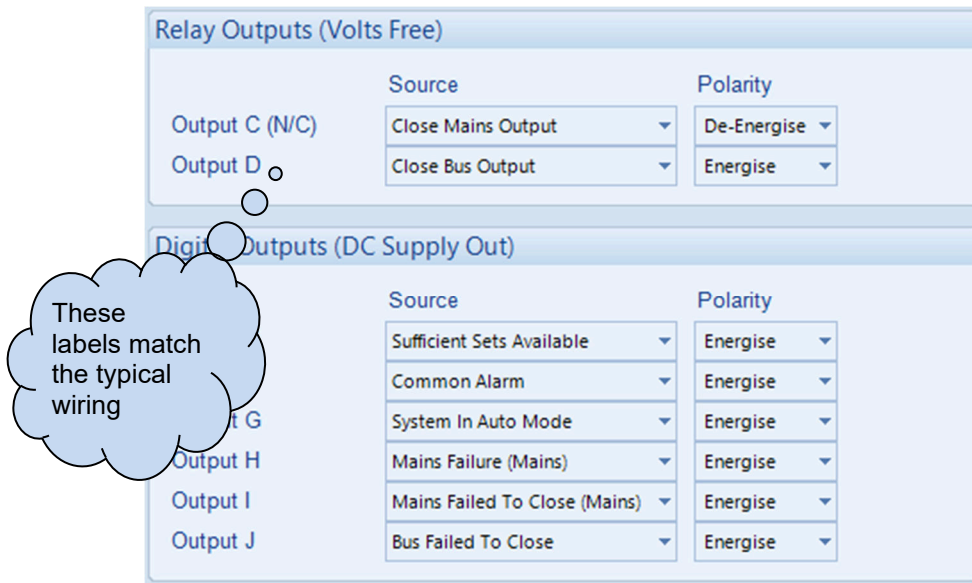 Relay Outputs (Volts Free)
Source Polarity
Output C (N/C) Close Mains Output De-Energise
Output D Close Bus Output Energise
Outputs (DC Supply Out)
Source Polarity
Sufficient Sets Available Energise
Common Alarm Energise
G System In Auto Mode Energise
Output H Mains Failure (Mains) Energise
Output I Mains Failed To Close (Mains) Energise
Output J Bus Failed To Close Energise
These
labels match
the typical
wiring